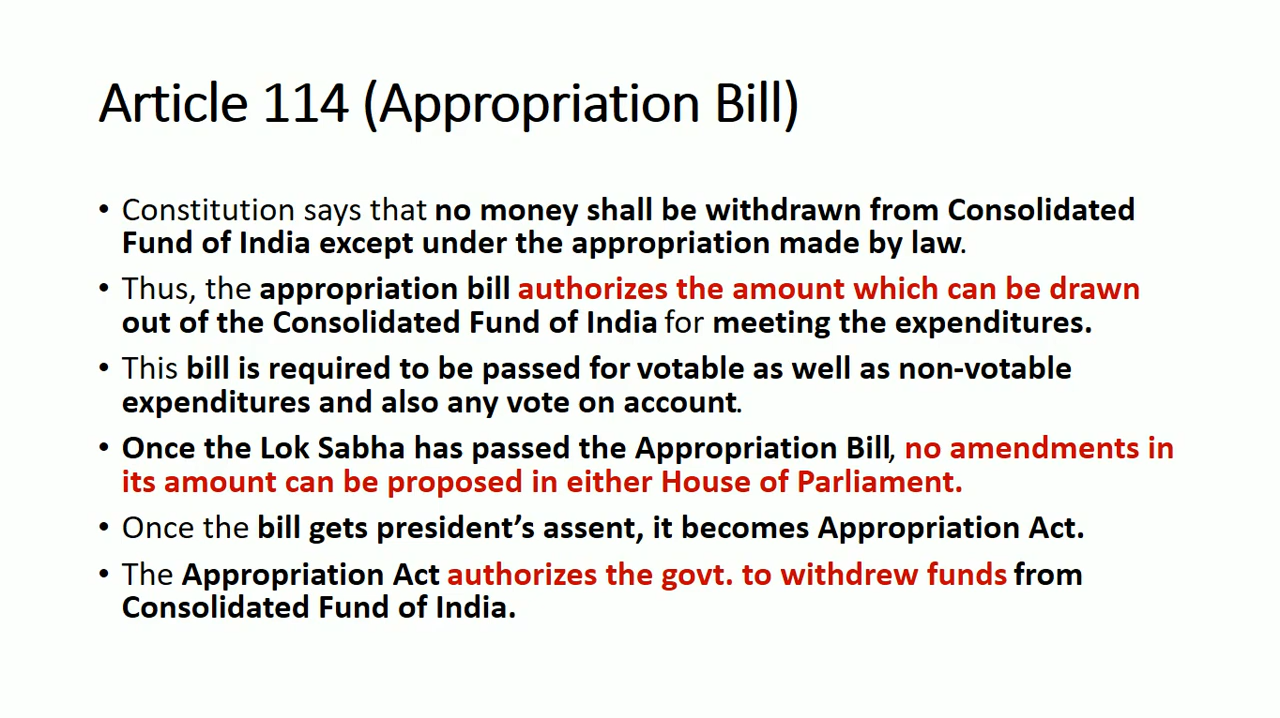 Article 114 (Appropriation Bill)
• Constitution says that no money shall be withdrawn from Consolidated
Fund of India except under the appropriation made by law.
• Thus, the appropriation bill authorizes the amount which can be drawn
out of the Consolidated Fund of India for meeting the expenditures.
• This bill is required to be passed for votable as well as non-votable
expenditures and also any vote on account.
• Once the Lok Sabha has passed the Appropriation Bill, no amendments in
its amount can be proposed in either House of Parliament.
• Once the bill gets president’s assent, it becomes Appropriation Act.
• The Appropriation Act authorizes the govt. to withdrew funds from
Consolidated Fund of India.